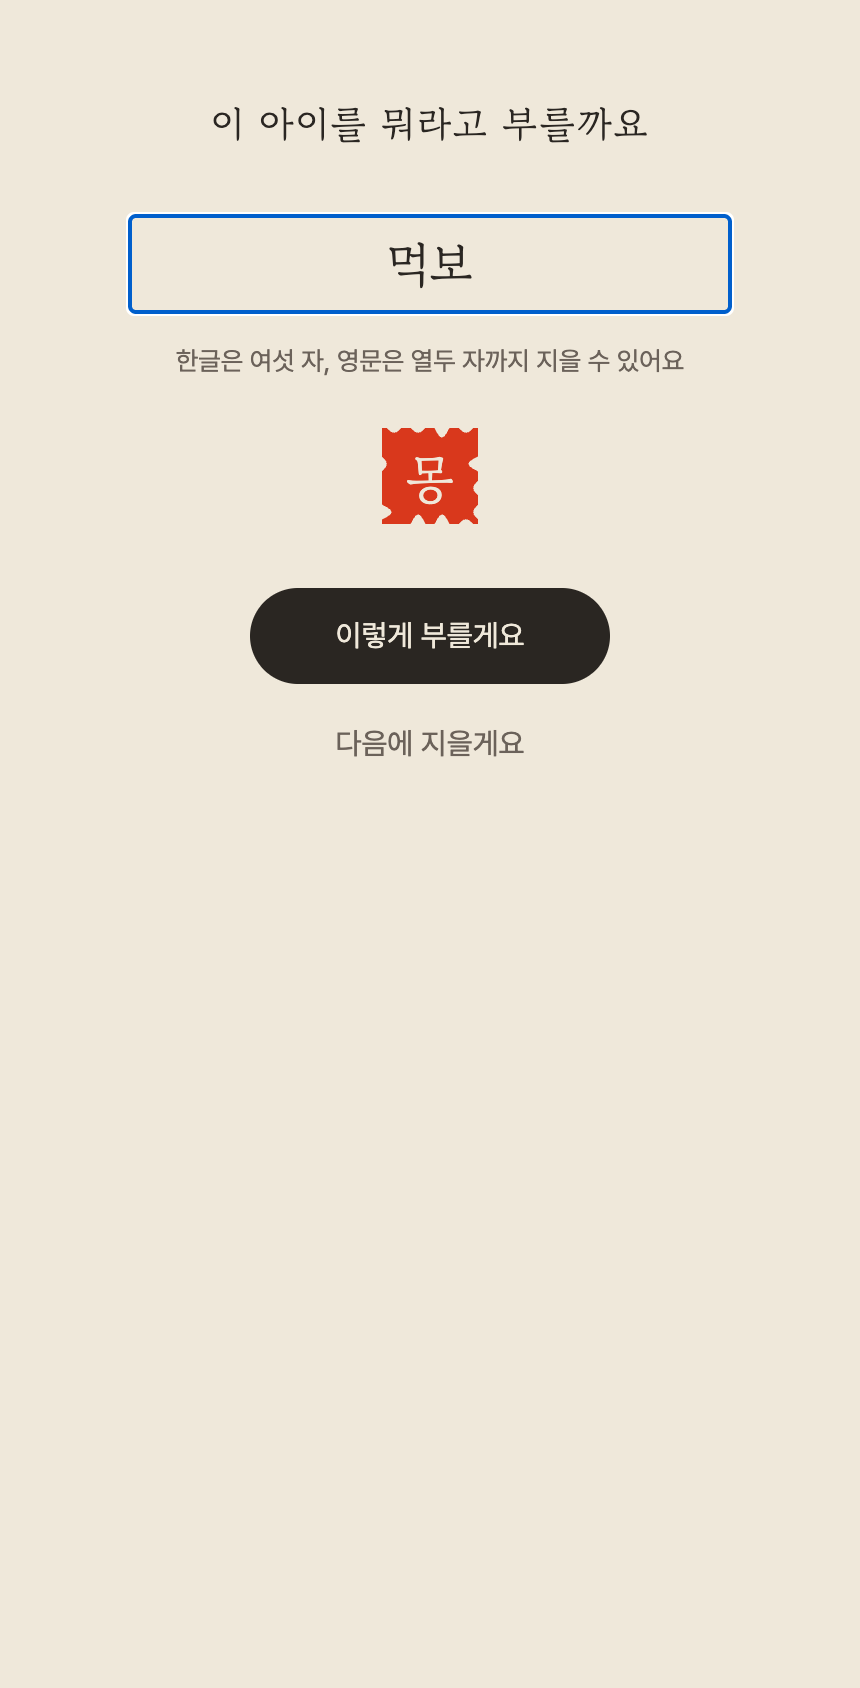 이 아이를 뭐라고 부를까요
먹보
한글은 여섯 자, 영문은 열두 자까지 지을 수 있어요
몽
이렇게 부를게요
다음에 지을게요